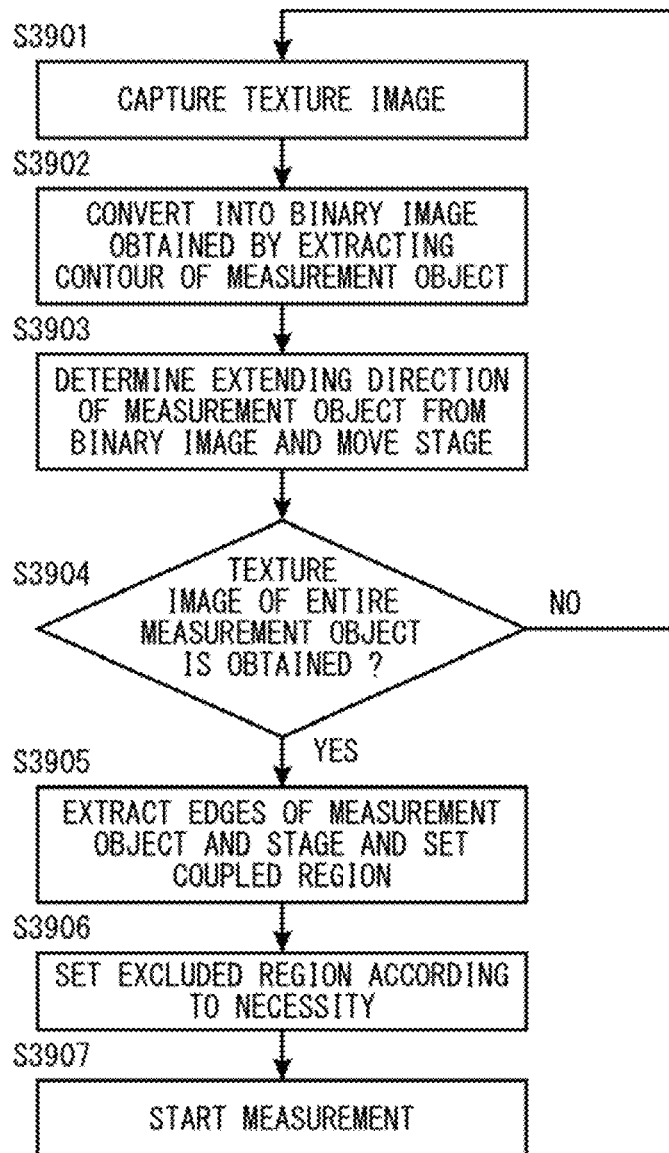 S3901
CAPTURE TEXTURE IMAGE
S3902
CONVERT INTO BINARY IMAGE
OBTAINED BY EXTRACTING
CONTOUR OF MEASUREMENT OBJECT
S3903
DETERMINE EXTENDING DIRECTION
OF MEASUREMENT OBJECT FROM
BINARY IMAGE AND MOVE STAGE
S3904
TEXTURE
IMAGE OF ENTIRE
MEASUREMENT OBJECT
IS OBTAINED ?
NO
YES
S3905
EXTRACT EDGES OF MEASUREMENT
OBJECT AND STAGE AND SET
COUPLED REGION
S3906
SET EXCLUDED REGION ACCORDING
TO NECESSITY
S3907
START MEASUREMENT